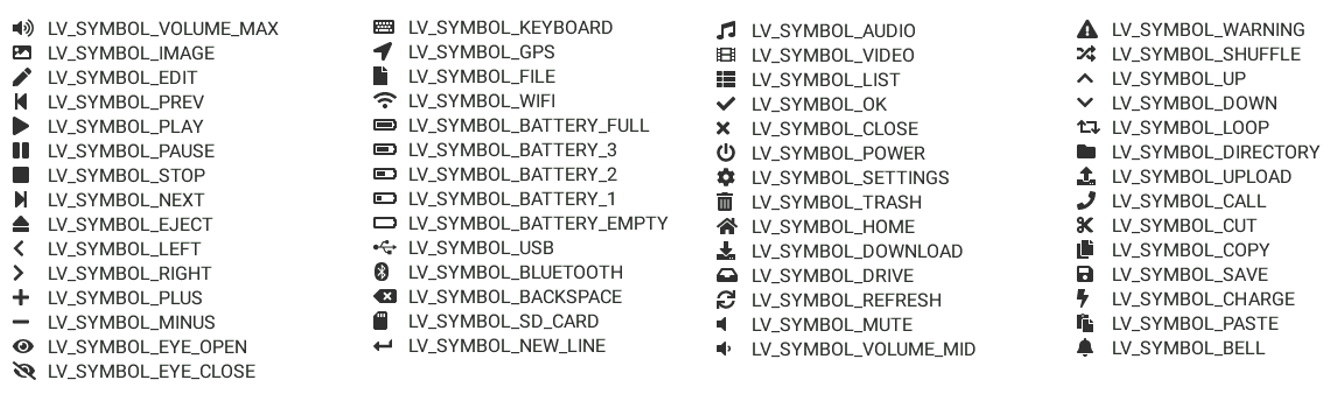 LV_SYMBOL_VOLUME_MAX
LV_SYMBOL_IMAGE
LV_SYMBOL_EDIT
LV_SYMBOL_PREV
LV_SYMBOL_PLAY
LV_SYMBOL_PAUSE
LV_SYMBOL_STOP
LV_SYMBOL_NEXT
LV_SYMBOL_EJECT
LV_SYMBOL_LEFT
LV_SYMBOL_RIGHT
LV_SYMBOL_PLUS
LV_SYMBOL_MINUS
LV_SYMBOL_EYE_OPEN
LV_SYMBOL_EYE_CLOSE
LV_SYMBOL_KEYBOARD
LV_SYMBOL_GPS
LV_SYMBOL_FILE
LV_SYMBOL_WIFI
LV_SYMBOL_BATTERY_FULL
LV_SYMBOL_BATTERY_3
LV_SYMBOL_BATTERY_2
LV_SYMBOL_BATTERY_1
LV_SYMBOL_BATTERY_EMPTY
LV_SYMBOL_USB
LV_SYMBOL_BLUETOOTH
LV_SYMBOL_BACKSPACE
LV_SYMBOL_SD_CARD
LV_SYMBOL_NEW_LINE
LV_SYMBOL_AUDIO
LV_SYMBOL_VIDEO
LV_SYMBOL_LIST
LV_SYMBOL_OK
LV_SYMBOL_CLOSE
LV_SYMBOL_POWER
LV_SYMBOL_SETTINGS
LV_SYMBOL_TRASH
LV_SYMBOL_HOME
LV_SYMBOL_DOWNLOAD
LV_SYMBOL_DRIVE
LV_SYMBOL_REFRESH
LV_SYMBOL_MUTE
LV_SYMBOL_VOLUME_MID
LV_SYMBOL_WARNING
LV_SYMBOL_SHUFFLE
LV_SYMBOL_UP
LV_SYMBOL_DOWN
LV_SYMBOL_LOOP
LV_SYMBOL_DIRECTORY
LV_SYMBOL_UPLOAD
LV_SYMBOL_CALL
LV_SYMBOL_CUT
LV_SYMBOL_COPY
LV_SYMBOL_SAVE
LV_SYMBOL_CHARGE
LV_SYMBOL_PASTE
LV_SYMBOL_BELL